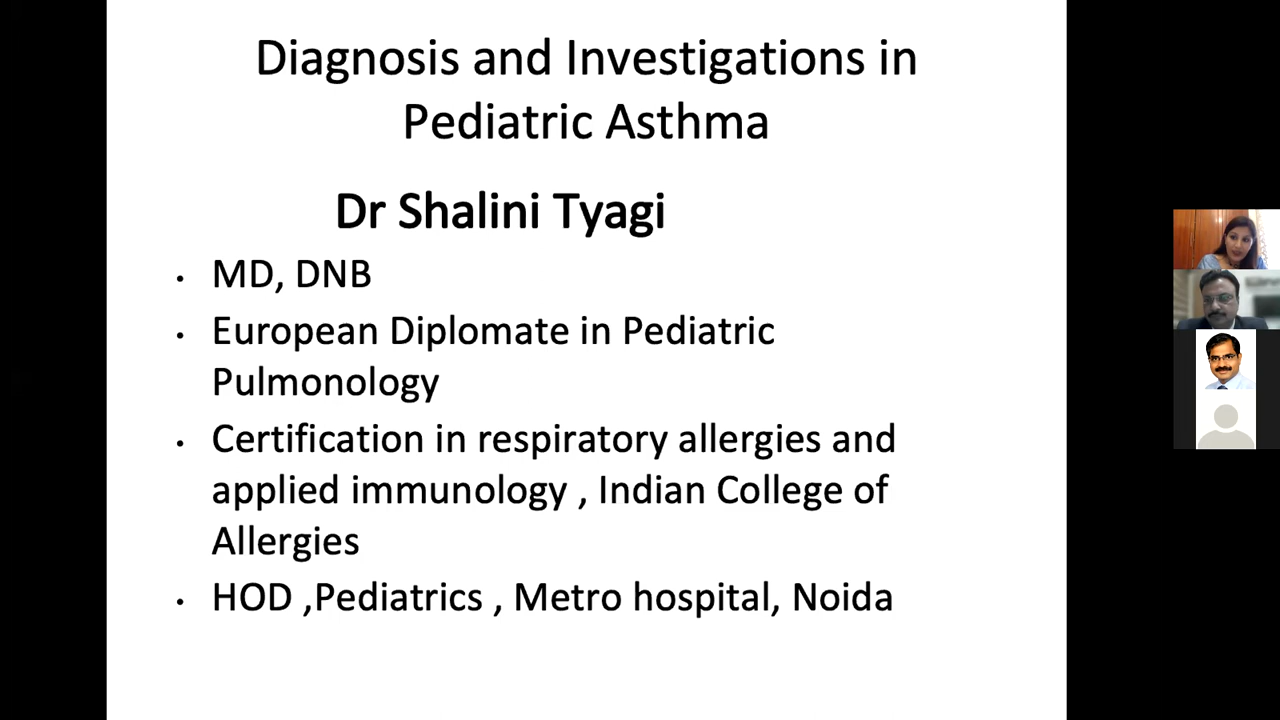 Diagnosis and Investigations in
Pediatric Asthma
Dr Shalini Tyagi
• MD, DNB
• European Diplomate in Pediatric
Pulmonology
• Certification in respiratory allergies and
applied immunology , Indian College of
Allergies
• HOD ,Pediatrics , Metro hospital, Noida